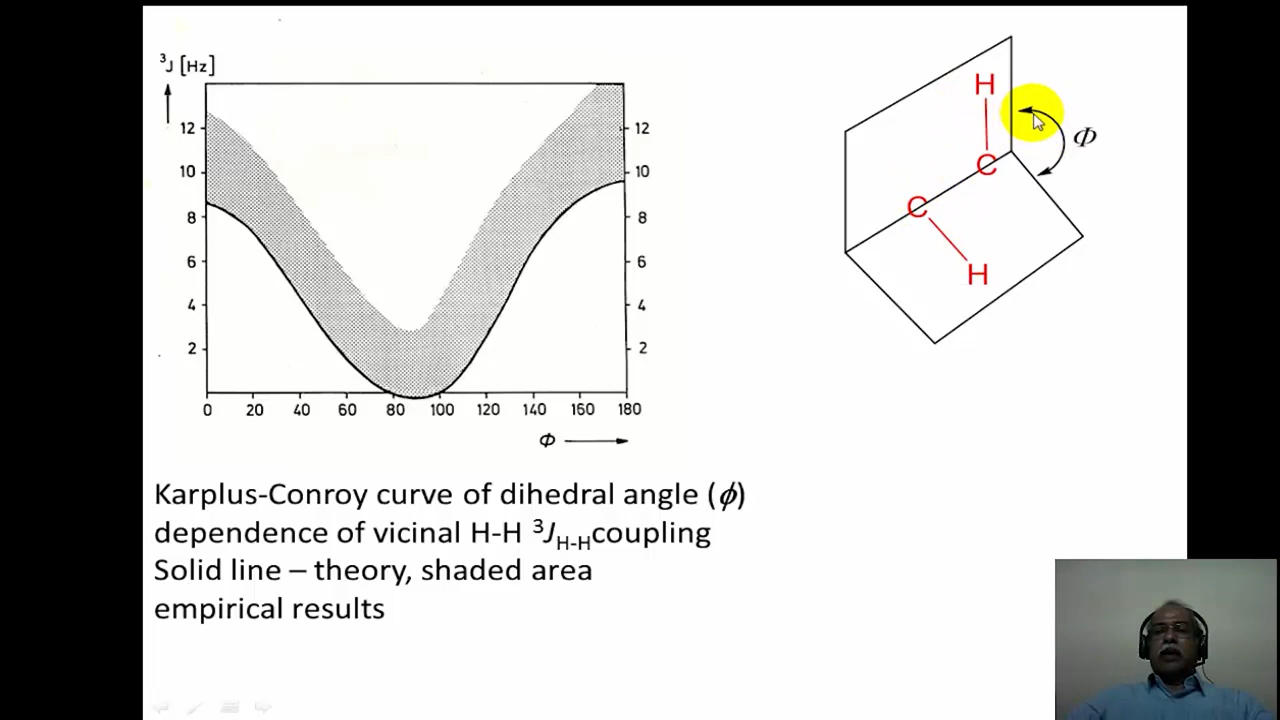 ³J [Hz]
12
10
8
6
4
2
12
10
8
6
4
2
0 20 40 60 80 100 120 140 160 180
Φ
H
C
C
H
Φ
Karplus-Conroy curve of dihedral angle (ϕ)
dependence of vicinal H-H ³J_H-H coupling
Solid line – theory, shaded area
empirical results